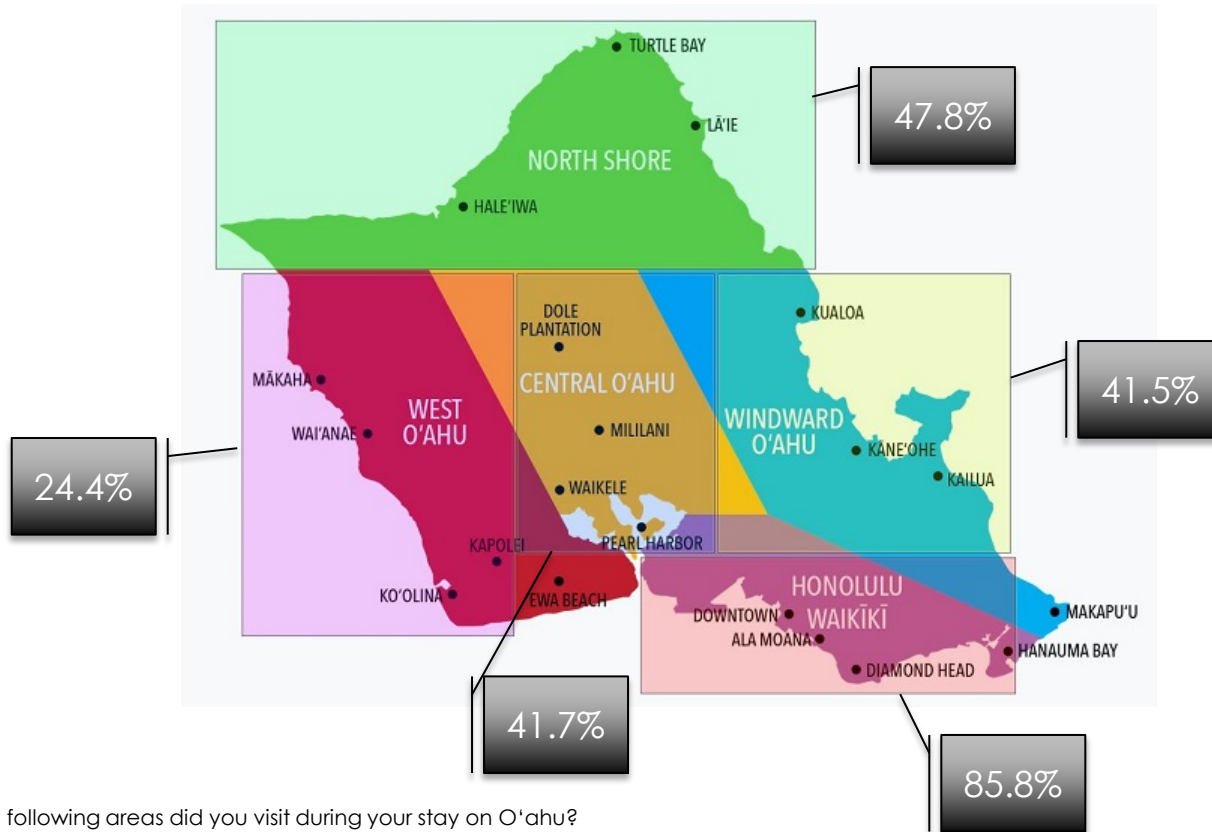 TURTLE BAY
47.8%
LĀ'IE
NORTH SHORE
HALE'IWA
KUALOA
DOLE
PLANTATION
MĀKAHA
CENTRAL O'AHU
41.5%
WEST
O'AHU
WINDWARD
O'AHU
WAI'ANAE
MILILANI
KĀNE'OHE
KAILUA
24.4%
WAIKELE
PEARL HARBOR
KAPOLEI
KO'OLINA
EWA BEACH
HONOLULU
WAIKĪKĪ
DOWNTOWN
MAKAPU'U
ALA MOANA
HANAUMA BAY
DIAMOND HEAD
41.7%
85.8%
following areas did you visit during your stay on O'ahu?